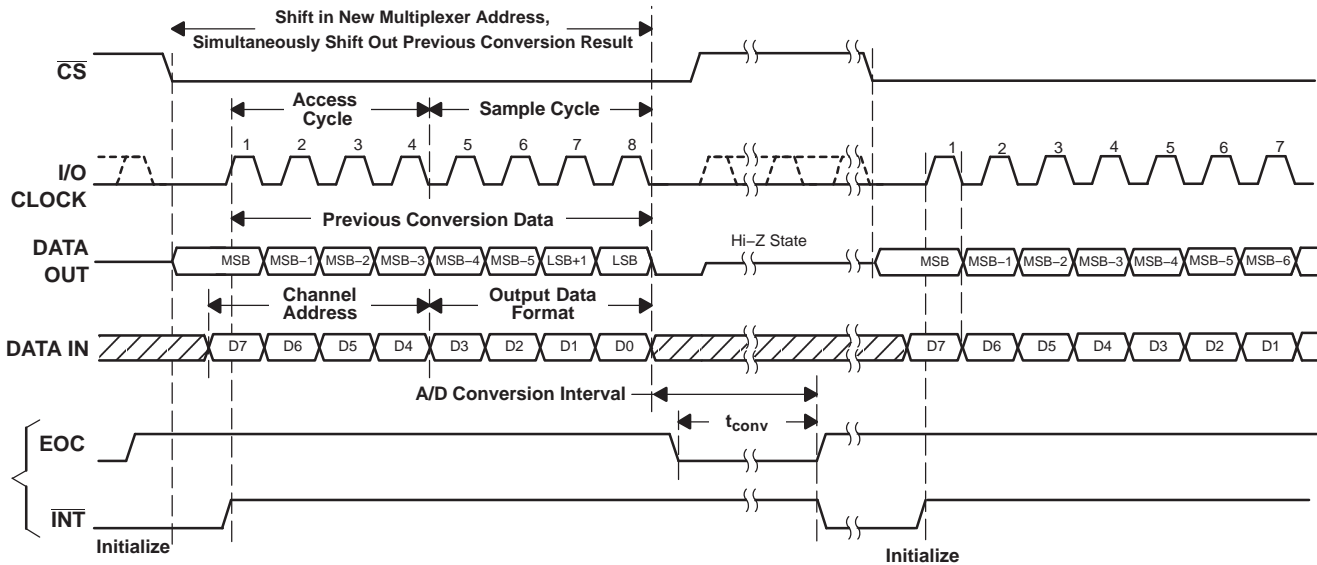 Shift in New Multiplexer Address,
Simultaneously Shift Out Previous Conversion Result
CS
Access
Cycle
Sample Cycle
1 2 3 4 5 6 7 8 1 2 3 4 5 6 7
I/O
CLOCK
Previous Conversion Data
DATA
OUT
Hi−Z State
MSB MSB−1 MSB−2 MSB−3 MSB−4 MSB−5 LSB+1 LSB MSB MSB−1 MSB−2 MSB−3 MSB−4 MSB−5 MSB−6
Channel
Address
Output Data
Format
DATA IN D7 D6 D5 D4 D3 D2 D1 D0 D7 D6 D5 D4 D3 D2 D1
A/D Conversion Interval
tconv
EOC
INT
Initialize
Initialize